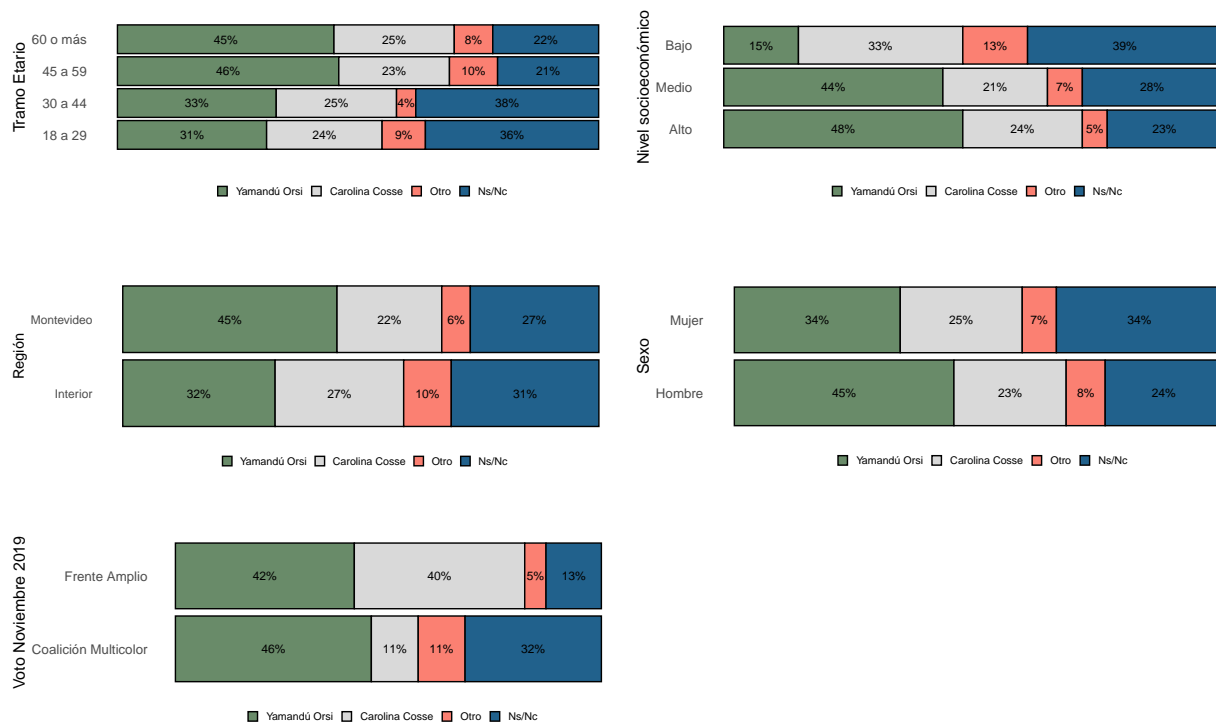 Tramo Etario
60 o más 45% 25% 8% 22%
45 a 59 46% 23% 10% 21%
30 a 44 33% 25% 4% 38%
18 a 29 31% 24% 9% 36%
Yamandú Orsi Carolina Cosse Otro Ns/Nc
Nivel socioeconómico
Bajo 15% 33% 13% 39%
Medio 44% 21% 7% 28%
Alto 48% 24% 5% 23%
Yamandú Orsi Carolina Cosse Otro Ns/Nc
Región
Montevideo 45% 22% 6% 27%
Interior 32% 27% 10% 31%
Yamandú Orsi Carolina Cosse Otro Ns/Nc
Sexo
Mujer 34% 25% 7% 34%
Hombre 45% 23% 8% 24%
Yamandú Orsi Carolina Cosse Otro Ns/Nc
Voto Noviembre 2019
Frente Amplio 42% 40% 5% 13%
Coalición Multicolor 46% 11% 11% 32%
Yamandú Orsi Carolina Cosse Otro Ns/Nc